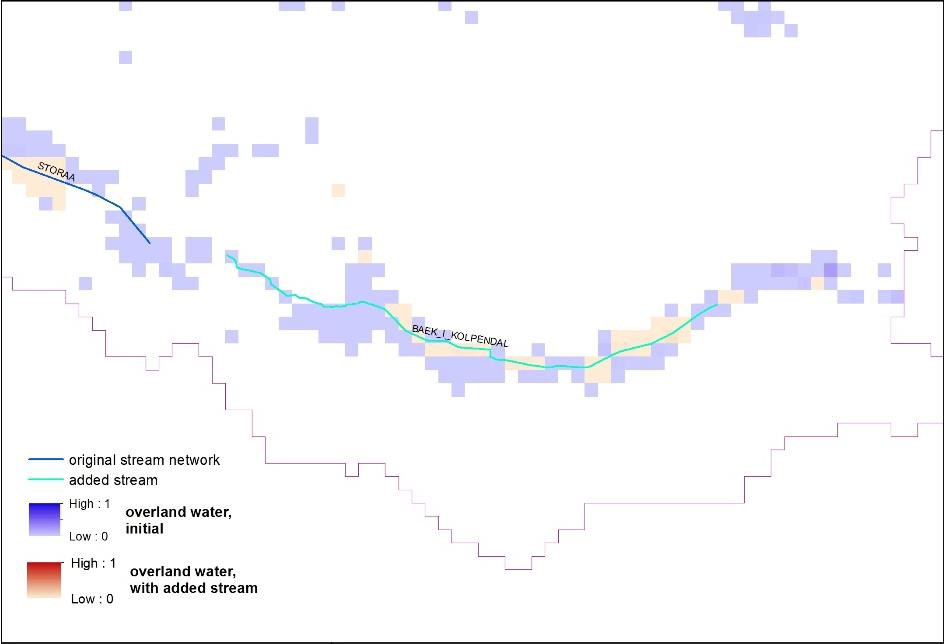 STORAA
BAEK_I_KOLPENDAL
original stream network
added stream
High : 1
overland water,
initial
Low : 0
High : 1
overland water,
with added stream
Low : 0